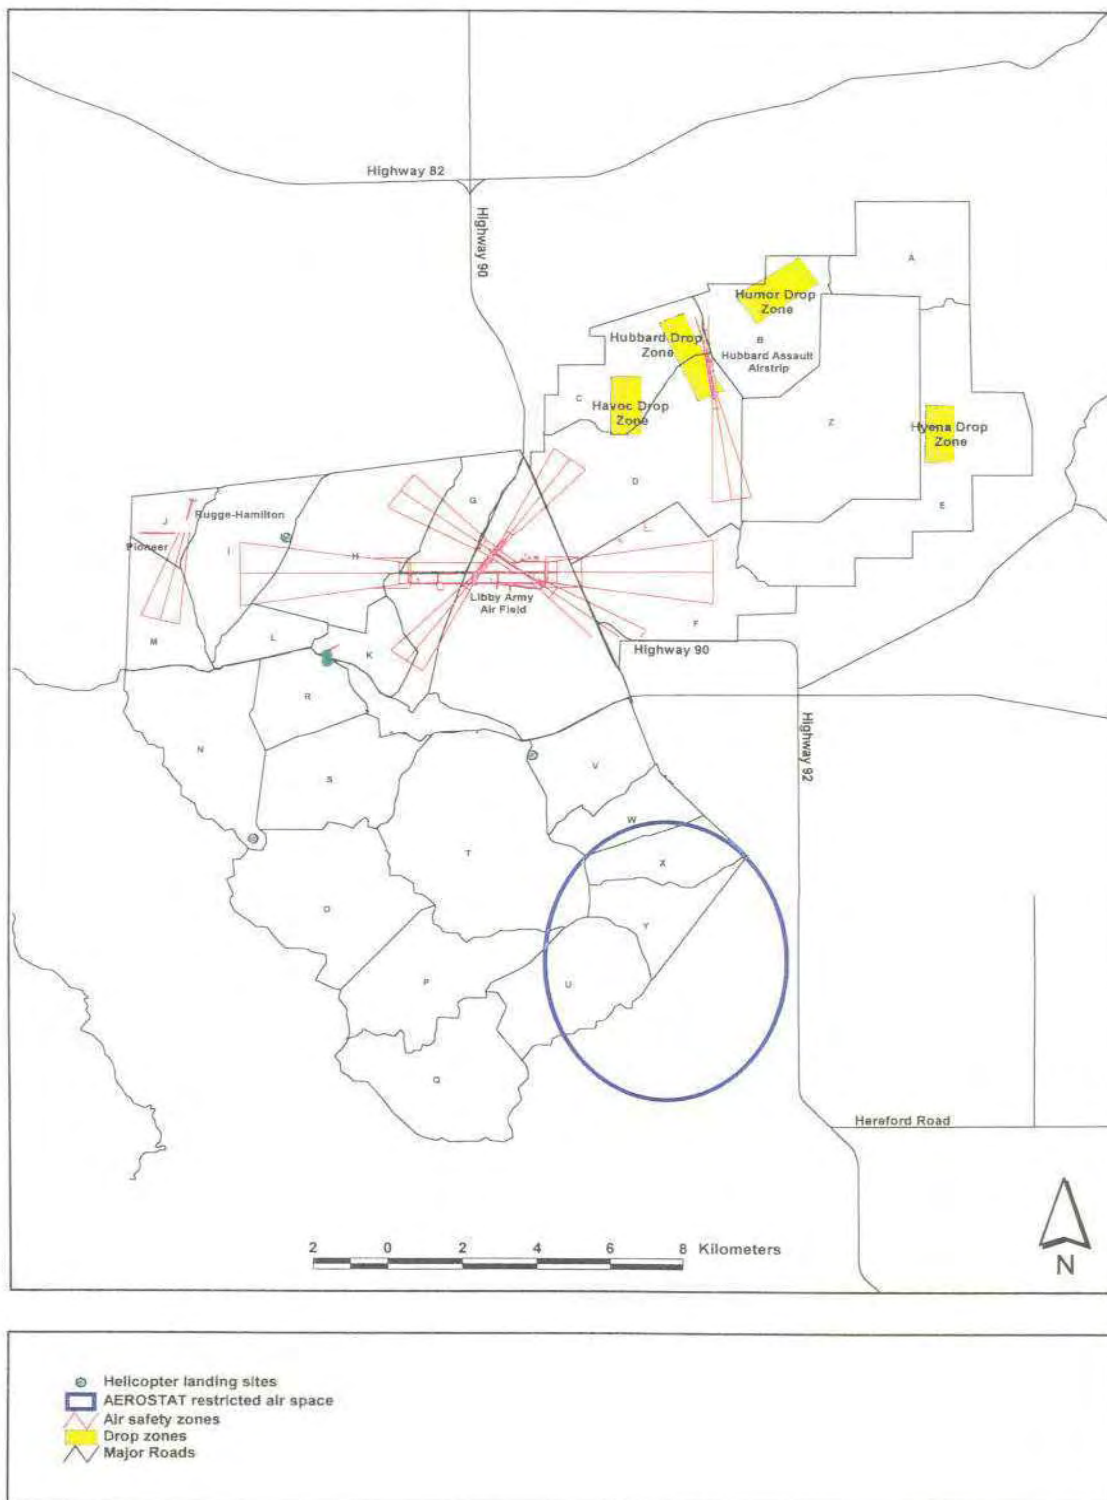 Highway 82
Highway 90
A
Humor Drop
Zone
Hubbard Drop
Zone
B
Hubbard Assault
Airstrip
C
Havoc Drop
Zone
Z
Hyena Drop
Zone
D
E
G
J
Rugge-Hamilton
Pioneer
I
H
L
Libby Army
Air Field
F
M
L
K
Highway 90
R
N
S
V
Highway 92
W
T
X
O
Y
P
U
Q
Hereford Road
2 0 2 4 6 8 Kilometers
N
Helicopter landing sites
AEROSTAT restricted air space
Air safety zones
Drop zones
Major Roads